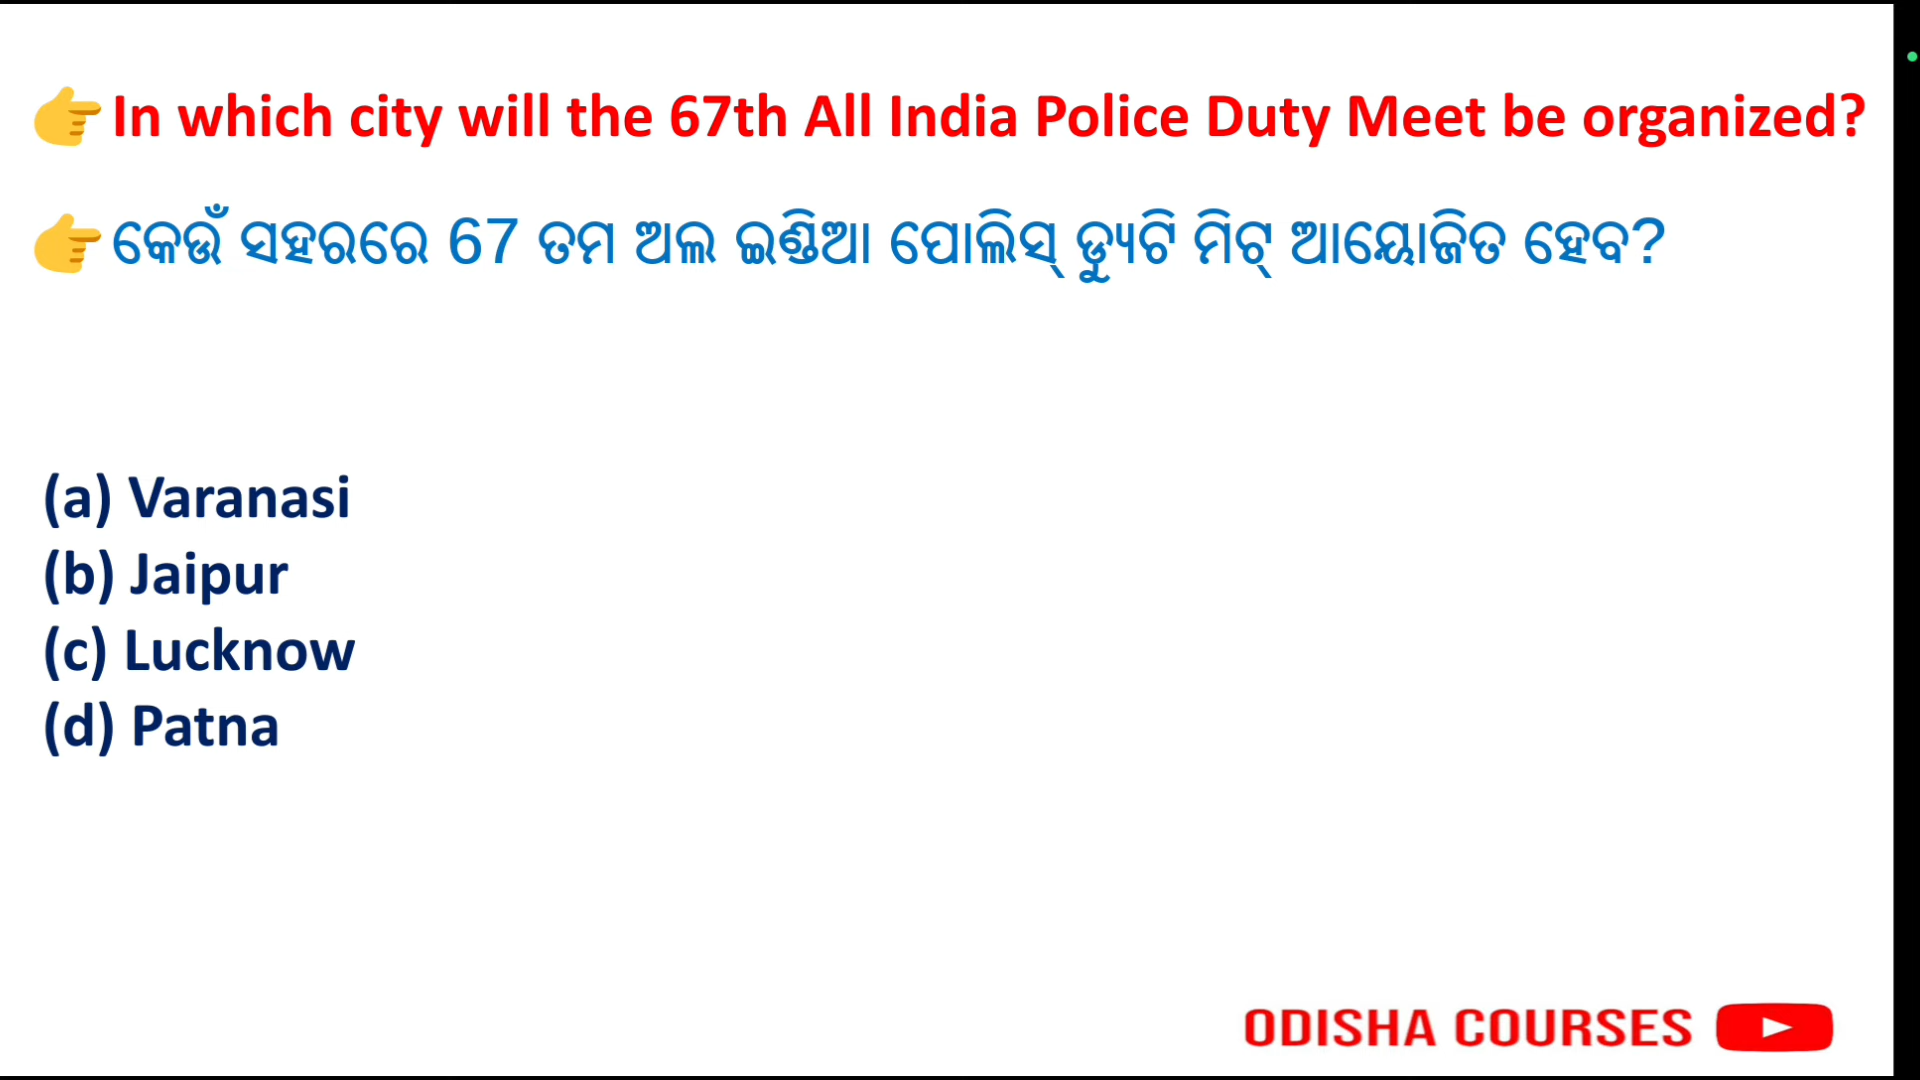 👉In which city will the 67th All India Police Duty Meet be organized?
👉କେଉଁ ସହରରେ 67 ତମ ଅଲ ଇଣ୍ଡିଆ ପୋଲିସ୍ ଡ୍ୟୁଟି ମିଟ୍ ଆୟୋଜିତ ହେବ?
(a) Varanasi
(b) Jaipur
(c) Lucknow
(d) Patna
ODISHA COURSES